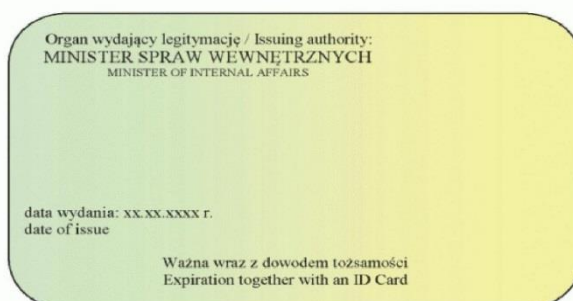 Organ wydający legitymację / Issuing authority:
MINISTER SPRAW WEWNĘTRZNYCH
MINISTER OF INTERNAL AFFAIRS
data wydania: xx.xx.xxxx r.
date of issue
Ważna wraz z dowodem tożsamości
Expiration together with an ID Card